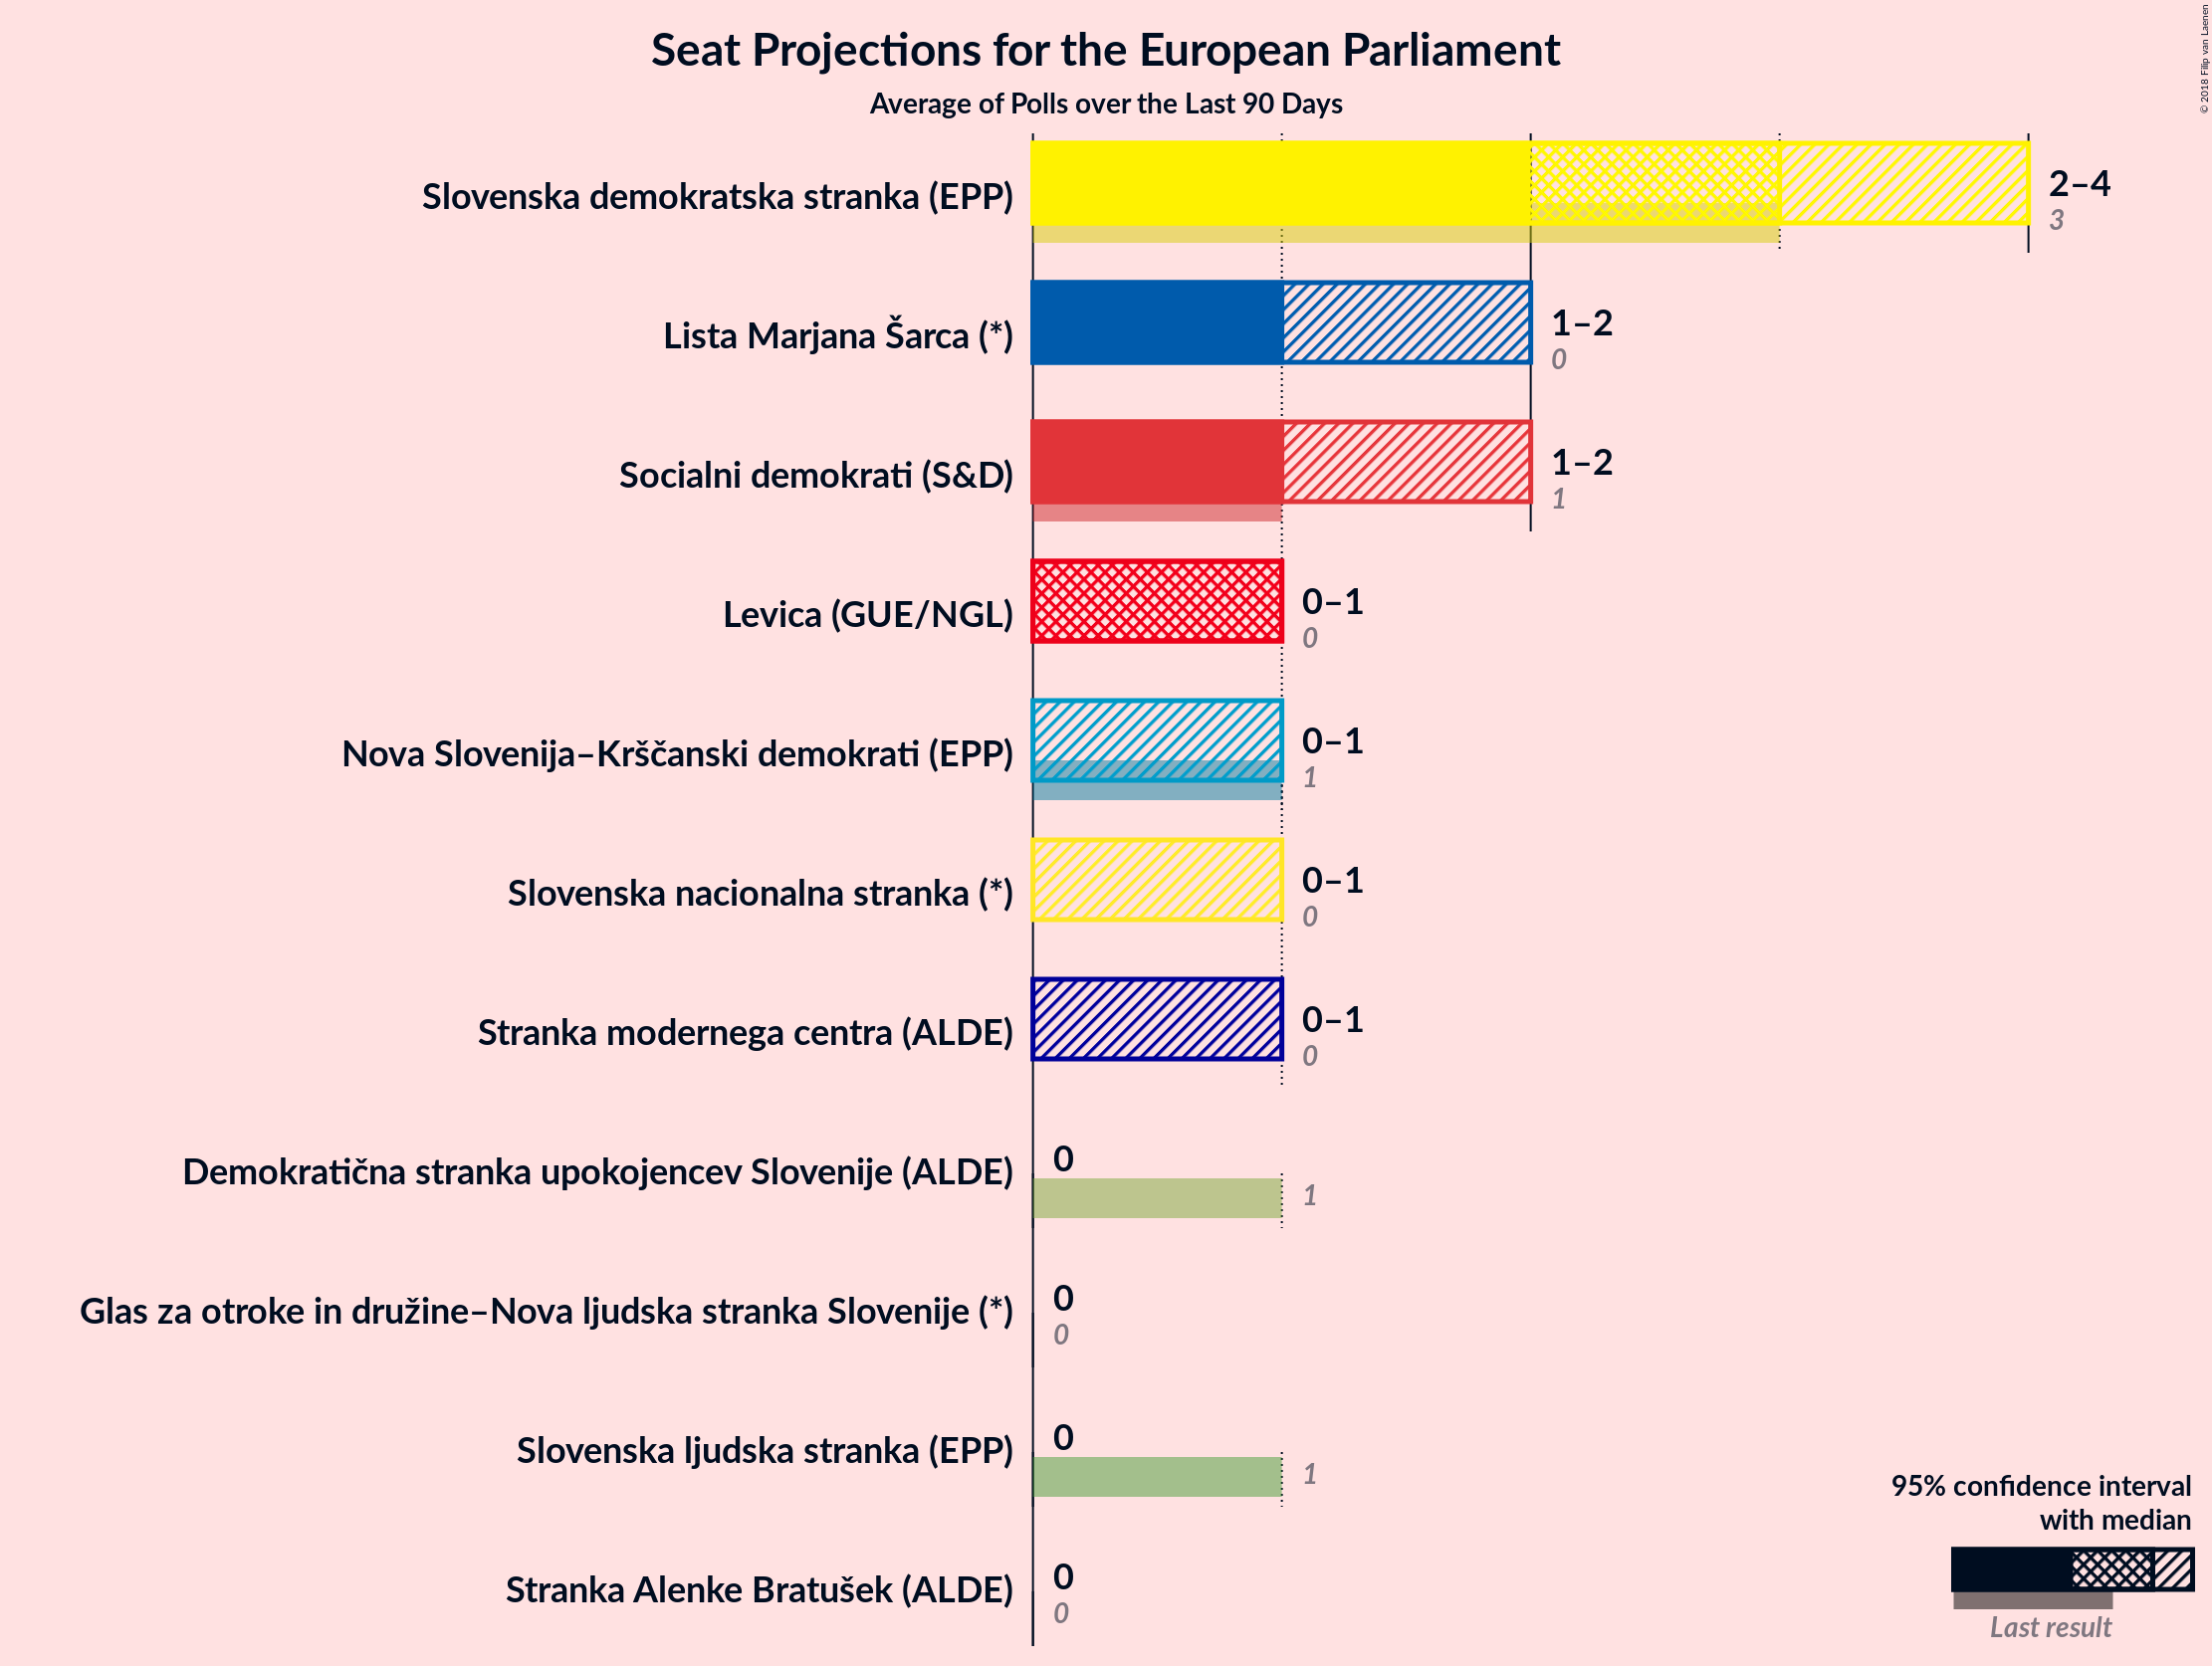 Seat Projections for the European Parliament
Average of Polls over the Last 90 Days
© 2018 Filip van Laenen
Slovenska demokratska stranka (EPP)
2–4
3
Lista Marjana Šarca (*)
1–2
0
Socialni demokrati (S&D)
1–2
1
Levica (GUE/NGL)
0–1
0
Nova Slovenija–Krščanski demokrati (EPP)
0–1
1
Slovenska nacionalna stranka (*)
0–1
0
Stranka modernega centra (ALDE)
0–1
0
Demokratična stranka upokojencev Slovenije (ALDE)
0
1
Glas za otroke in družine–Nova ljudska stranka Slovenije (*)
0
0
Slovenska ljudska stranka (EPP)
0
1
Stranka Alenke Bratušek (ALDE)
0
0
95% confidence interval
with median
Last result